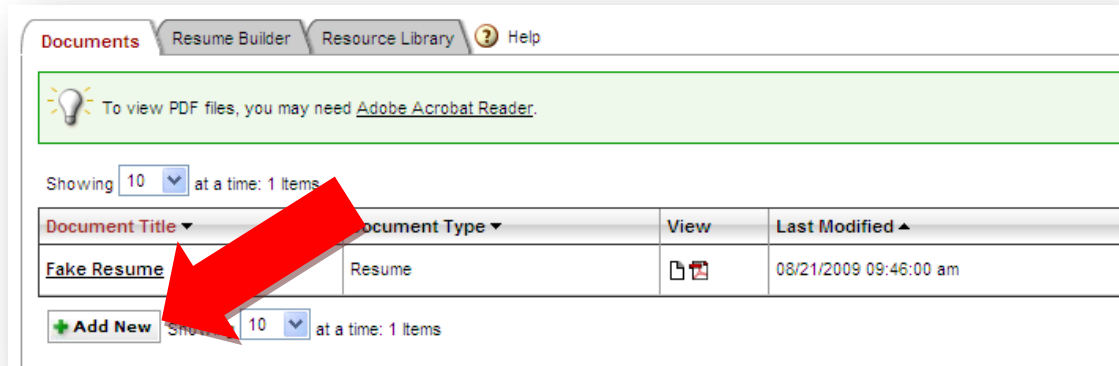 Documents Resume Builder Resource Library ? Help
To view PDF files, you may need Adobe Acrobat Reader.
Showing 10 at a time: 1 Items
Document Title Document Type View Last Modified
Fake Resume Resume 08/21/2009 09:46:00 am
Add New Showing 10 at a time: 1 Items